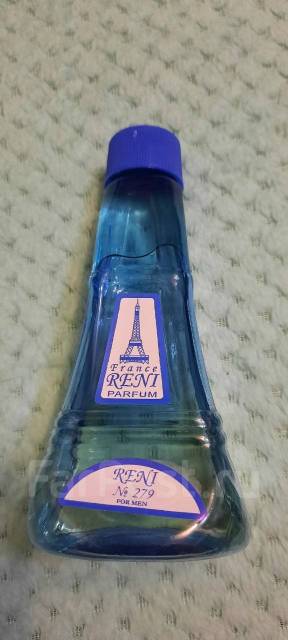 France
RENI
PARFUM
RENI
№ 279
FOR MEN